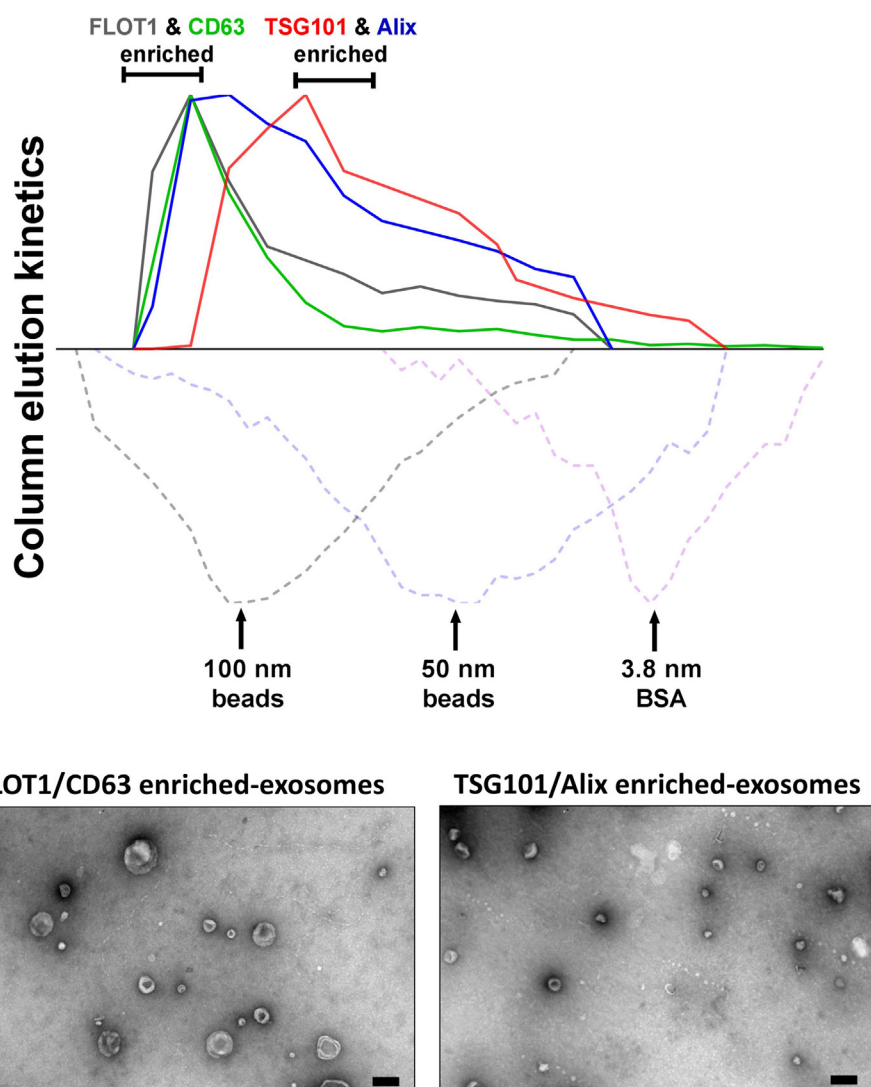 FLOT1 & CD63 TSG101 & Alix
enriched enriched
Column elution kinetics
100 nm 50 nm 3.8 nm
beads beads BSA
LOT1/CD63 enriched-exosomes TSG101/Alix enriched-exosomes